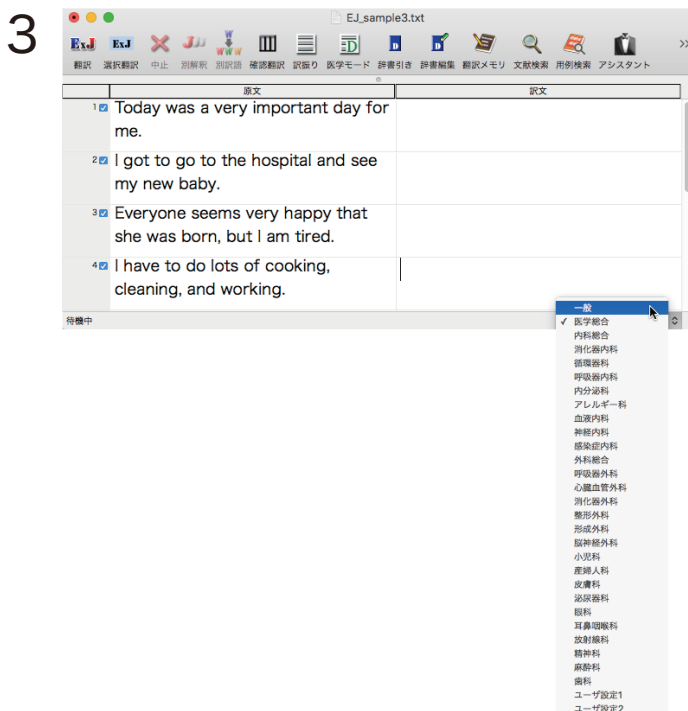 3
EJ_sample3.txt
翻訳 選択翻訳 中止 別解釈 別訳語 確認翻訳 訳振り 医学モード 辞書引き 辞書編集 翻訳メモリ 文献検索 用例検索 アシスタント
原文 訳文
1 Today was a very important day for
me.
2 I got to go to the hospital and see
my new baby.
3 Everyone seems very happy that
she was born, but I am tired.
4 I have to do lots of cooking,
cleaning, and working.
待機中
一般
✓ 医学総合
内科総合
消化器内科
循環器科
呼吸器内科
内分泌科
アレルギー科
血液内科
神経内科
感染症内科
外科総合
呼吸器外科
心臓血管外科
消化器外科
整形外科
形成外科
脳神経外科
小児科
産婦人科
皮膚科
泌尿器科
眼科
耳鼻咽喉科
放射線科
精神科
麻酔科
歯科
ユーザ設定1
ユーザ設定2